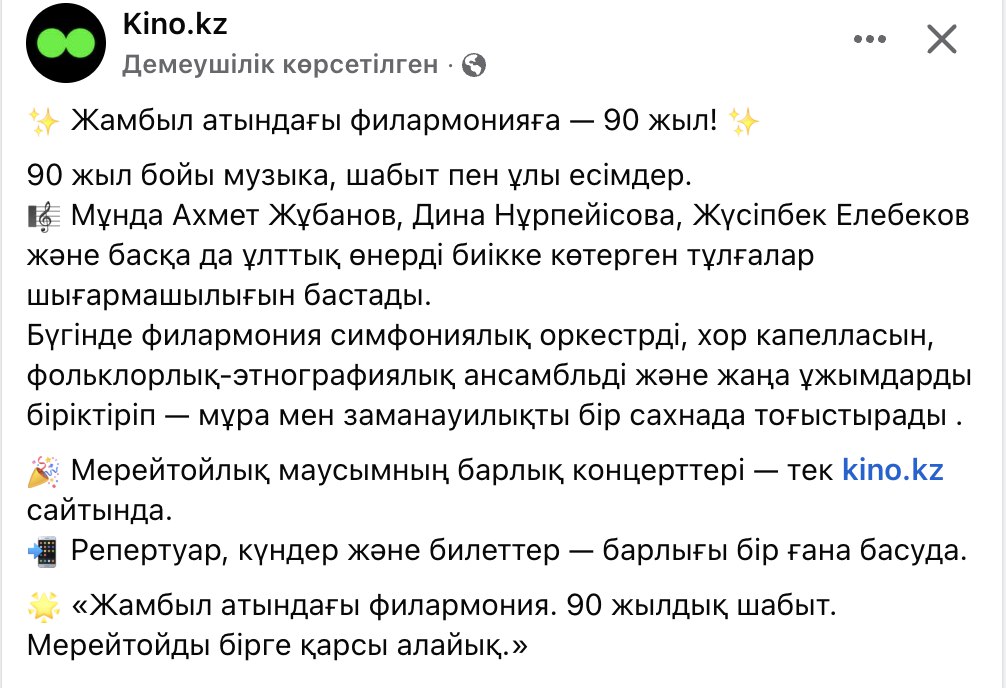 Kino.kz
Демеушілік көрсетілген ·
✨ Жамбыл атындағы филармонияға — 90 жыл! ✨
90 жыл бойы музыка, шабыт пен ұлы есімдер.
🎼 Мұнда Ахмет Жұбанов, Дина Нұрпейісова, Жүсіпбек Елебеков
және басқа да ұлттық өнерді биікке көтерген тұлғалар
шығармашылығын бастады.
Бүгінде филармония симфониялық оркестрді, хор капелласын,
фольклорлық-этнографиялық ансамбльді және жаңа ұжымдарды
біріктіріп — мұра мен заманауилықты бір сахнада тоғыстырады .
🎉 Мерейтойлық маусымның барлық концерттері — тек kino.kz
сайтында.
📲 Репертуар, күндер және билеттер — барлығы бір ғана басуда.
🌟 «Жамбыл атындағы филармония. 90 жылдық шабыт.
Мерейтойды бірге қарсы алайық.»